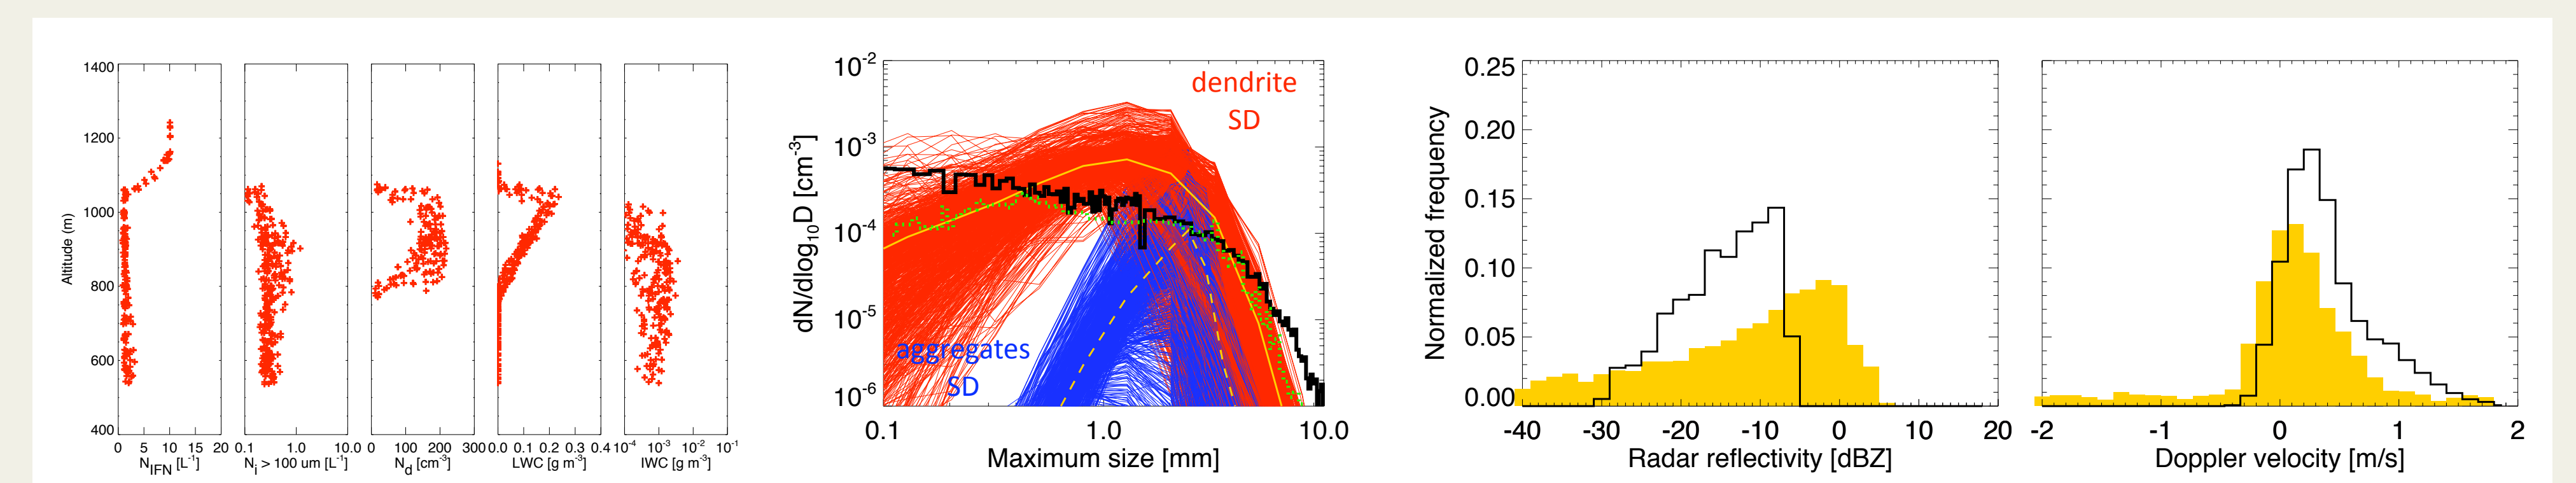 1400
1200
1000
800
600
400
Altitude (m)
0 5 10 15 20
N_IFN [L⁻¹]
0.1 1.0 10.0
N_i > 100 um [L⁻¹]
0 100 200 300
N_d [cm⁻³]
0.0 0.1 0.2 0.3 0.4
LWC [g m⁻³]
10⁻⁴ 10⁻³ 10⁻² 10⁻¹
IWC [g m⁻³]
10⁻²
10⁻³
10⁻⁴
10⁻⁵
10⁻⁶
dN/dlog₁₀D [cm⁻³]
dendrite
SD
aggregates
SD
0.1 1.0 10.0
Maximum size [mm]
0.25
0.20
0.15
0.10
0.05
0.00
Normalized frequency
-40 -30 -20 -10 0 10 20
Radar reflectivity [dBZ]
-2 -1 0 1 2
Doppler velocity [m/s]